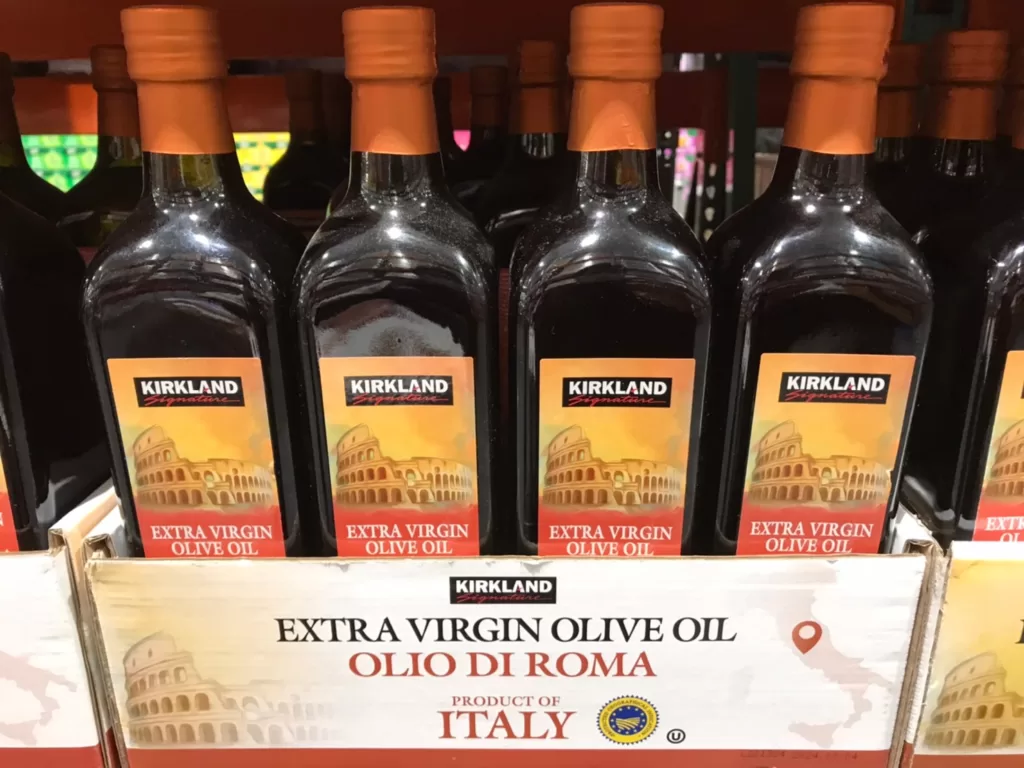 KIRKLAND
Signature
EXTRA VIRGIN
OLIVE OIL
KIRKLAND
Signature
EXTRA VIRGIN
OLIVE OIL
KIRKLAND
Signature
EXTRA VIRGIN
OLIVE OIL
KIRKLAND
Signature
EXTRA VIRGIN
OLIVE OIL
KIRKLAND
Signature
EXTRA VIRGIN OLIVE OIL
OLIO DI ROMA
PRODUCT OF
ITALY
U